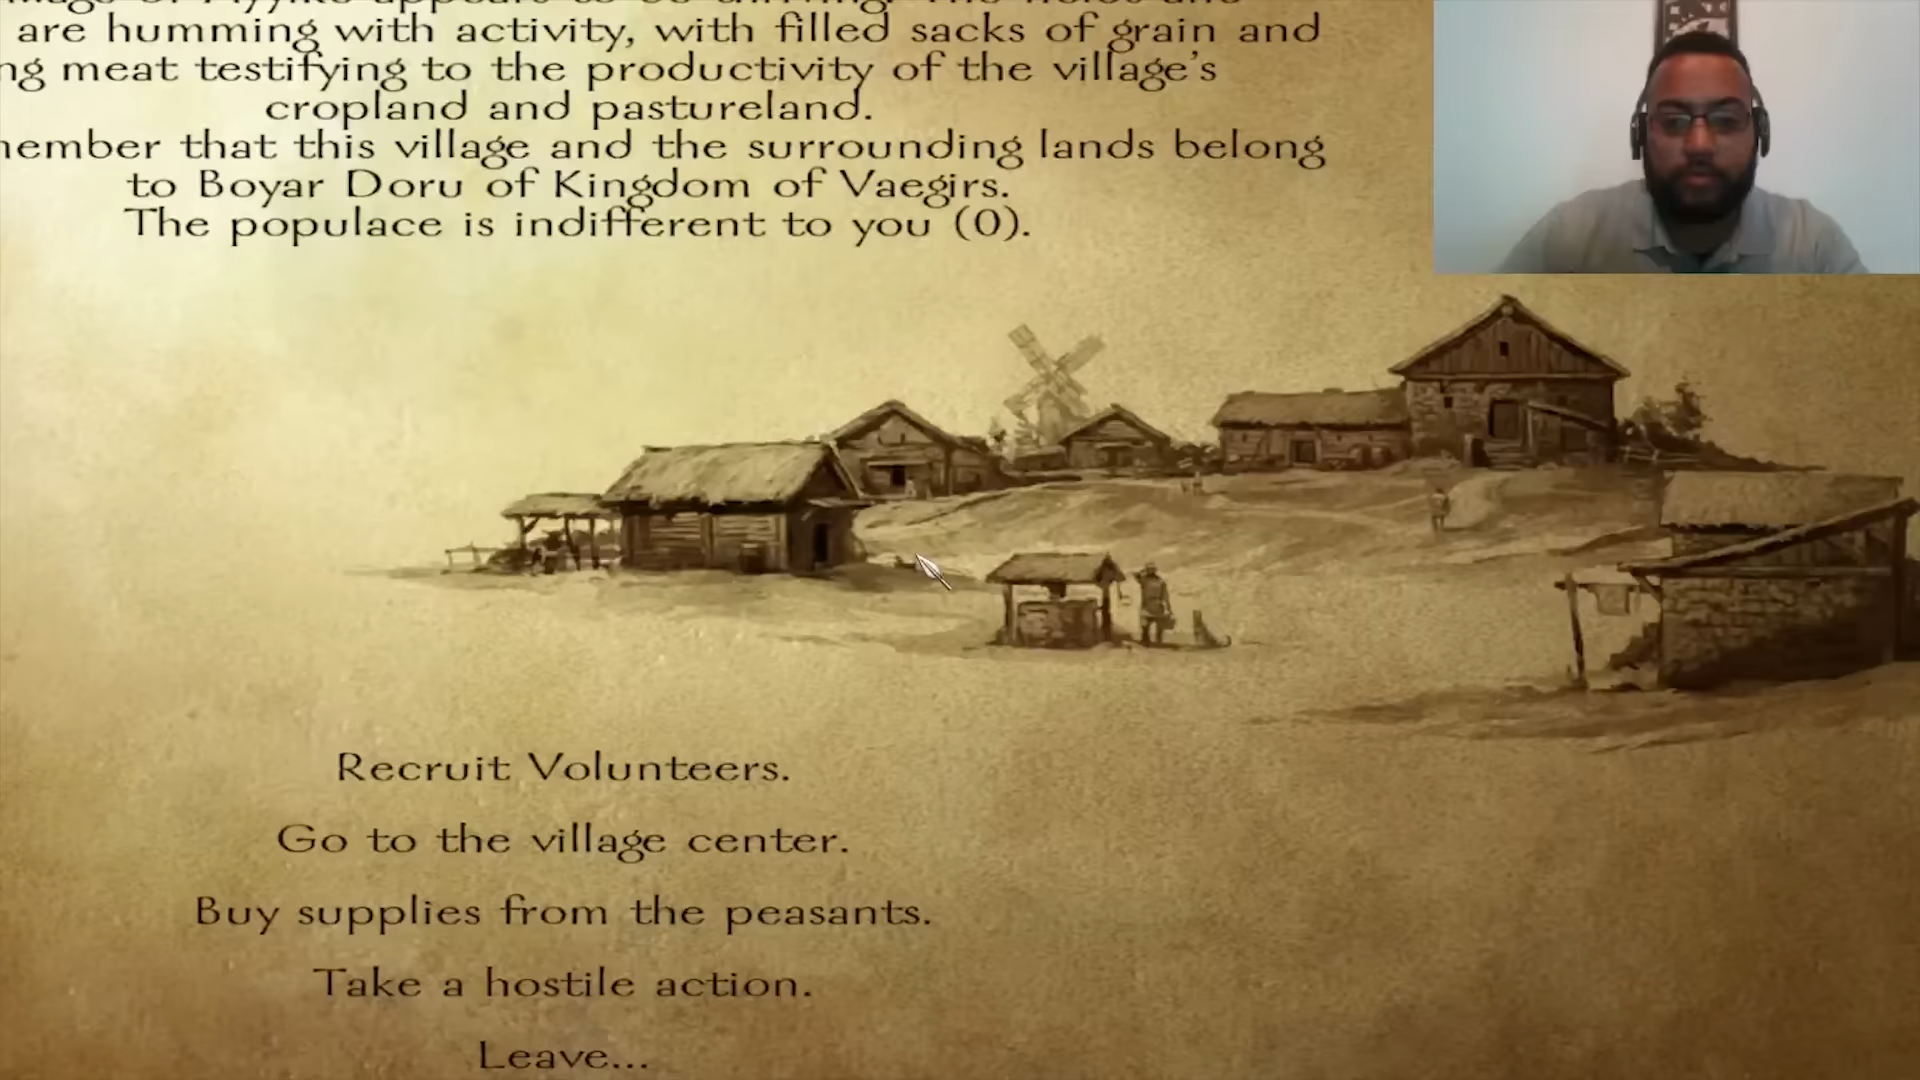 are humming with activity, with filled sacks of grain and
ng meat testifying to the productivity of the village's
cropland and pastureland.
nember that this village and the surrounding lands belong
to Boyar Doru of Kingdom of Vaegirs.
The populace is indifferent to you (0).
Recruit Volunteers.
Go to the village center.
Buy supplies from the peasants.
Take a hostile action.
Leave...